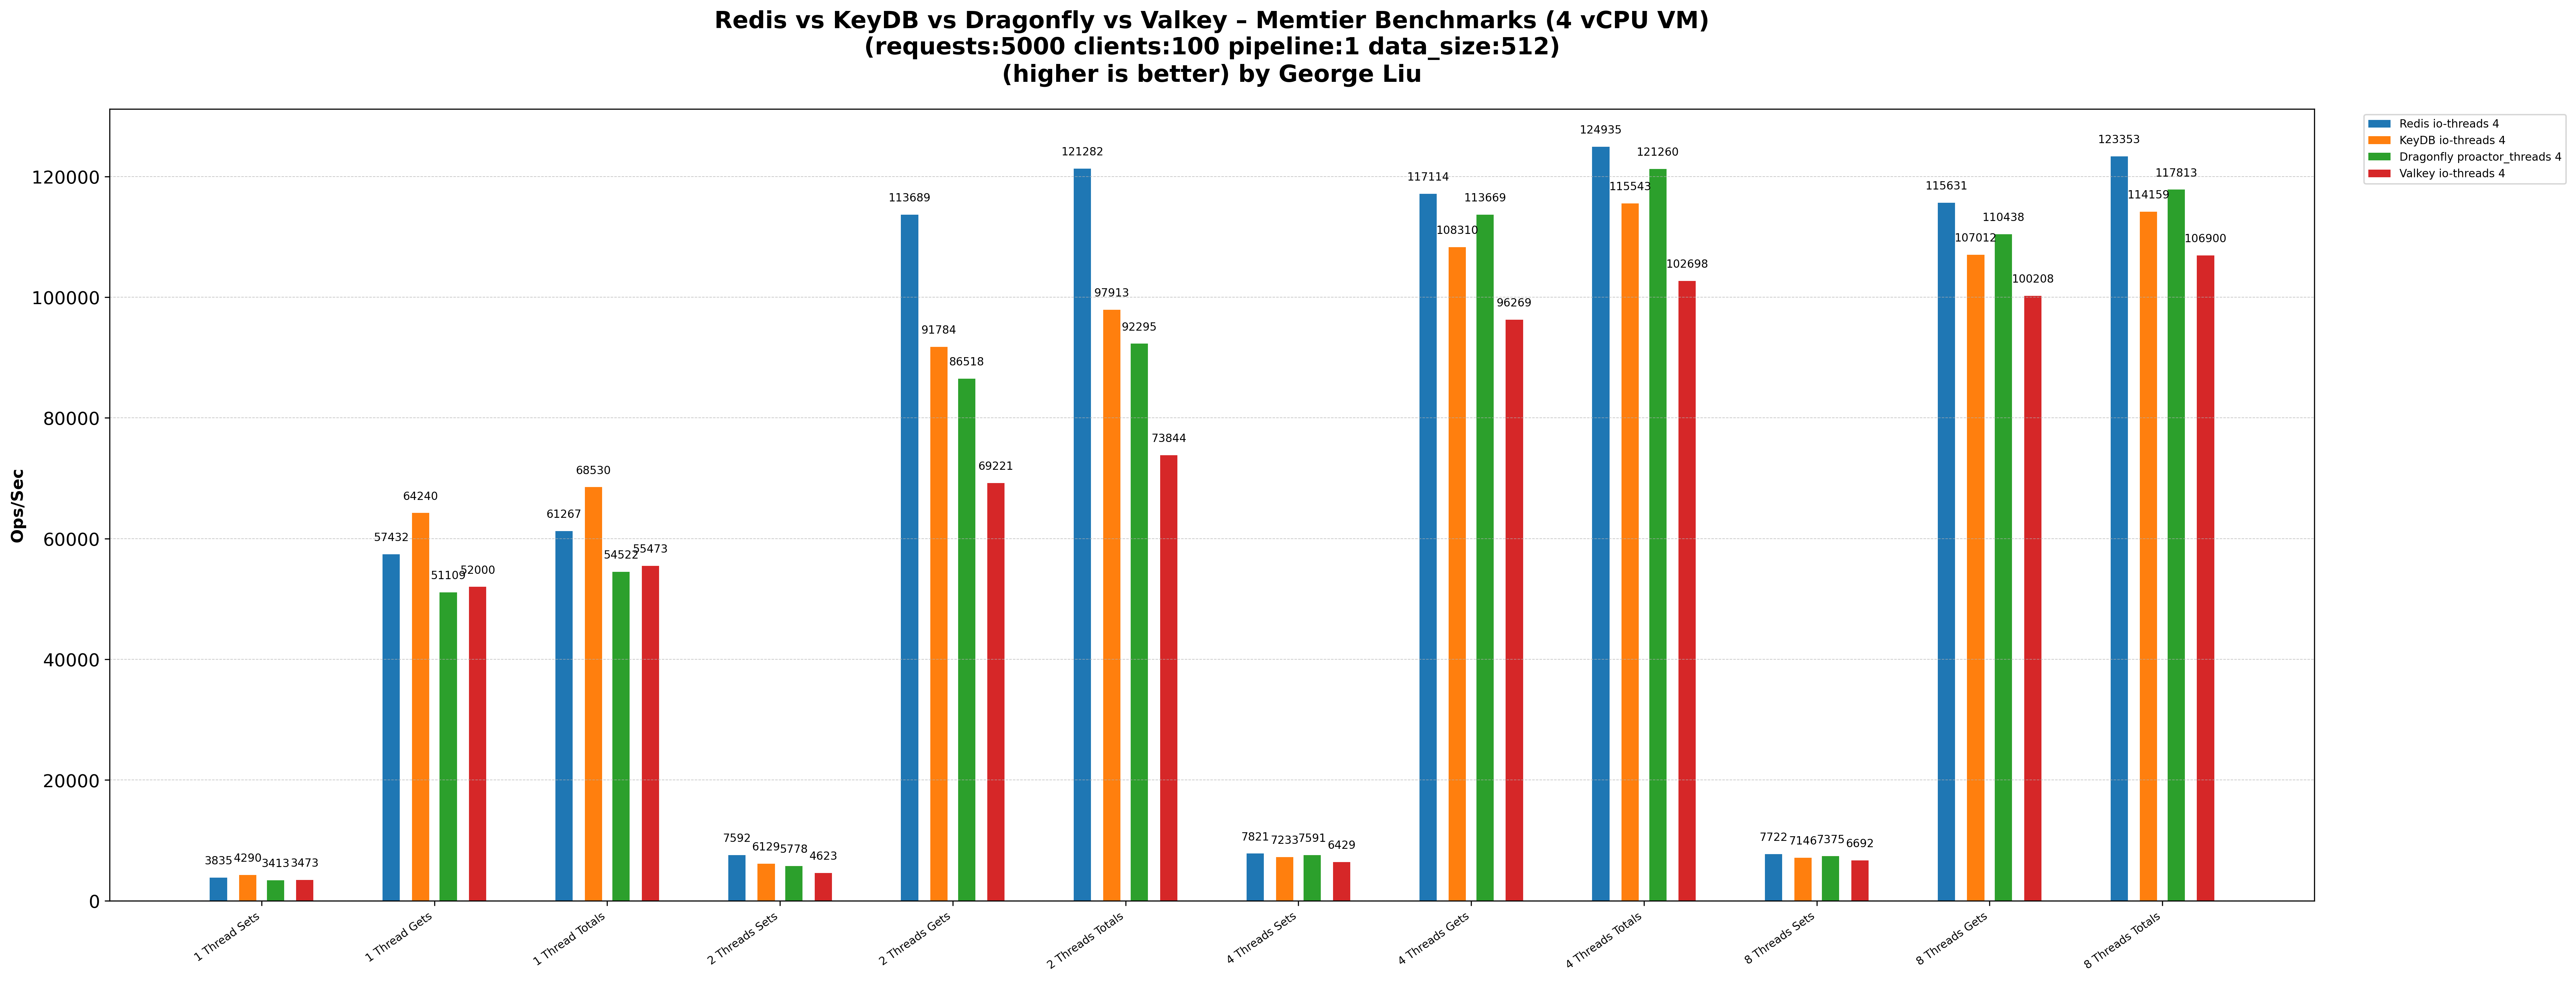 Redis vs KeyDB vs Dragonfly vs Valkey – Memtier Benchmarks (4 vCPU VM)
(requests:5000 clients:100 pipeline:1 data_size:512)
(higher is better) by George Liu
Redis io-threads 4
KeyDB io-threads 4
Dragonfly proactor_threads 4
Valkey io-threads 4
Ops/Sec
120000
100000
80000
60000
40000
20000
0
3835
4290
3413
3473
57432
64240
51109
52000
61267
68530
54522
55473
7592
6129
5778
4623
113689
91784
86518
69221
121282
97913
92295
73844
7821
7233
7591
6429
117114
108310
113669
96269
124935
115543
121260
102698
7722
7146
7375
6692
115631
107012
110438
100208
123353
114159
117813
106900
1 Thread Sets
1 Thread Gets
1 Thread Totals
2 Threads Sets
2 Threads Gets
2 Threads Totals
4 Threads Sets
4 Threads Gets
4 Threads Totals
8 Threads Sets
8 Threads Gets
8 Threads Totals